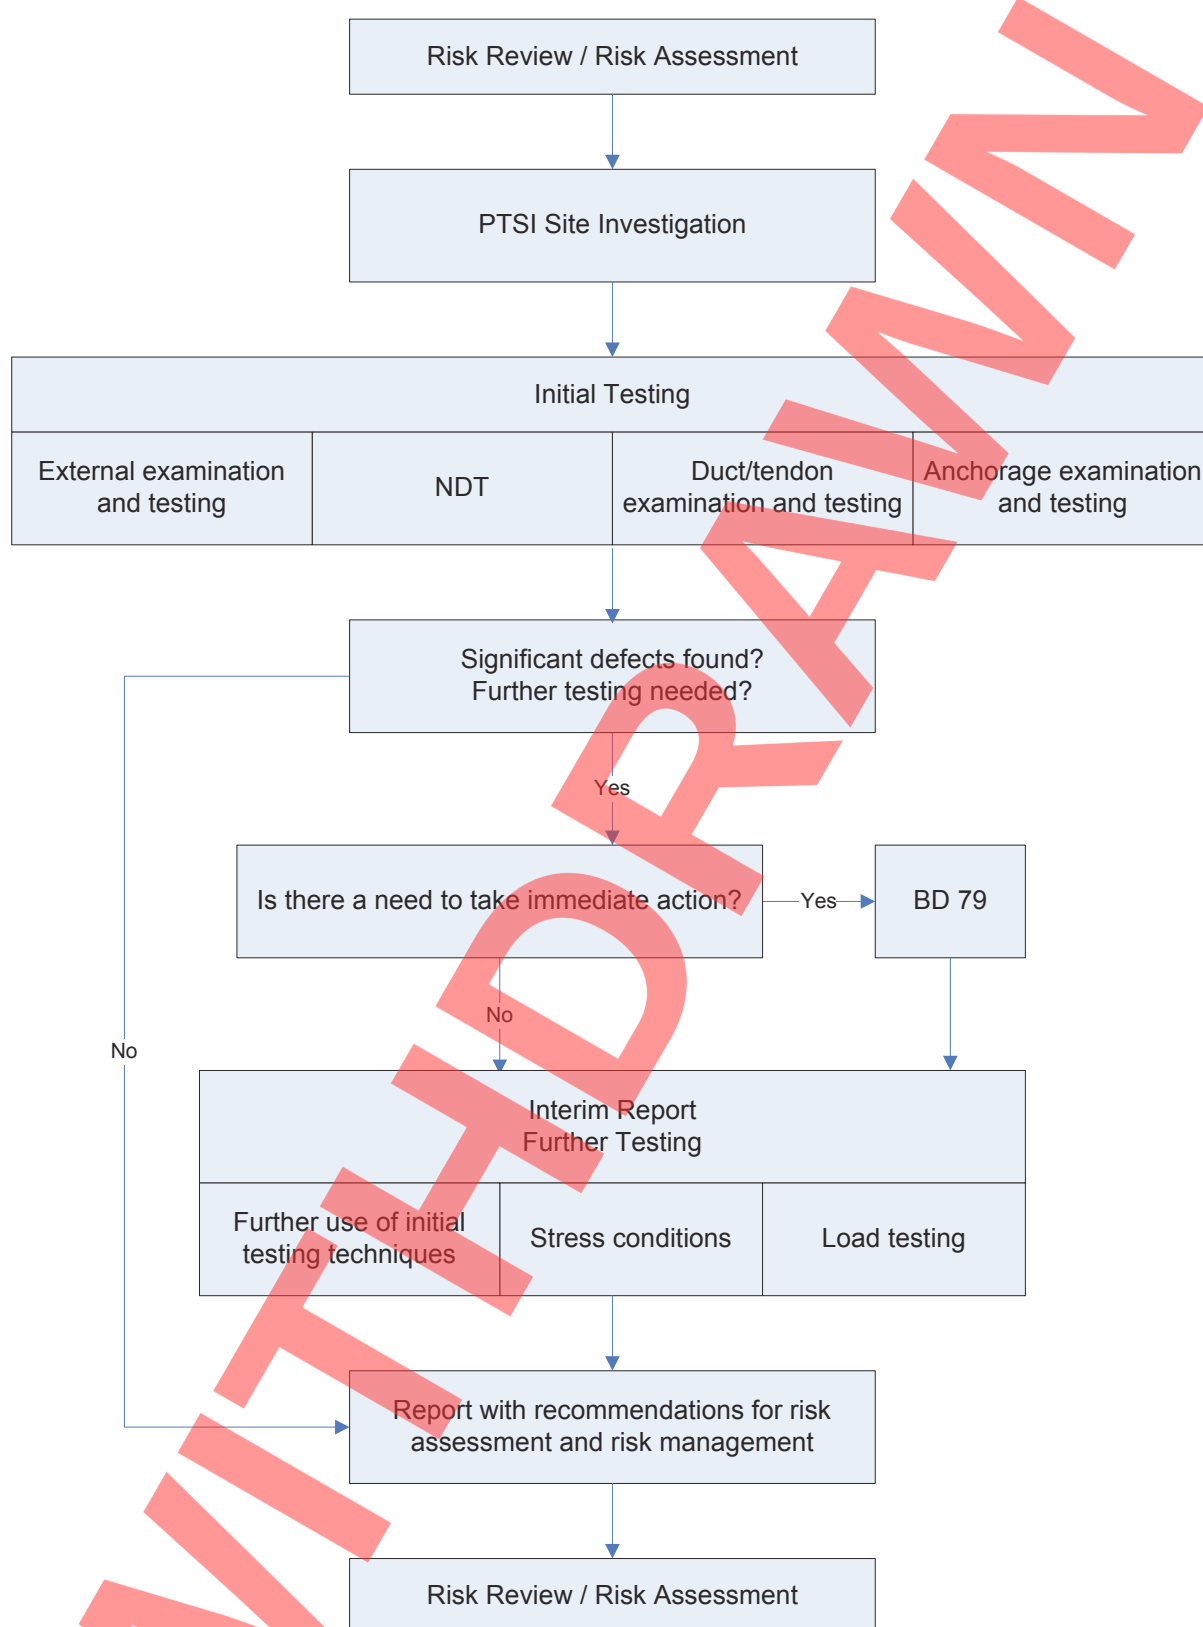 Risk Review / Risk Assessment
PTSI Site Investigation
Initial Testing
External examination
and testing
NDT
Duct/tendon
examination and testing
Anchorage examination
and testing
Significant defects found?
Further testing needed?
Yes
Is there a need to take immediate action?
Yes
BD 79
No
No
Interim Report
Further Testing
Further use of initial
testing techniques
Stress conditions
Load testing
Report with recommendations for risk
assessment and risk management
Risk Review / Risk Assessment
WITHDRAWN